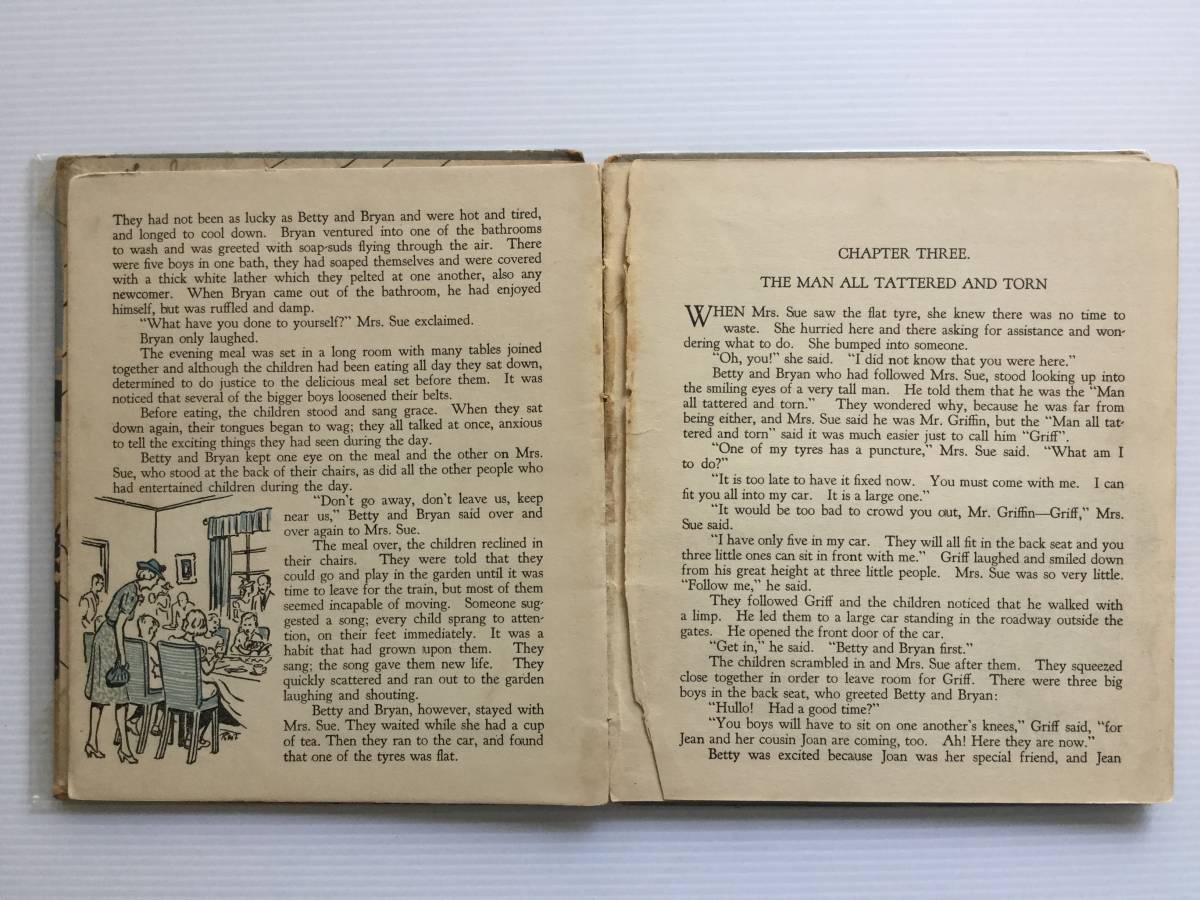 They had not been as lucky as Betty and Bryan and were hot and tired,
and longed to cool down. Bryan ventured into one of the bathrooms
to wash and was greeted with soap-suds flying through the air. There
were five boys in one bath, they had soaped themselves and were covered
with a thick white lather which they pelted at one another, also any
newcomer. When Bryan came out of the bathroom, he had enjoyed
himself, but was ruffled and damp.
"What have you done to yourself?" Mrs. Sue exclaimed.
Bryan only laughed.
The evening meal was set in a long room with many tables joined
together and although the children had been eating all day they sat down,
determined to do justice to the delicious meal set before them. It was
noticed that several of the bigger boys loosened their belts.
Before eating, the children stood and sang grace. When they sat
down again, their tongues began to wag; they all talked at once, anxious
to tell the exciting things they had seen during the day.
Betty and Bryan kept one eye on the meal and the other on Mrs.
Sue, who stood at the back of their chairs, as did all the other people who
had entertained children during the day.
"Don't go away, don't leave us, keep
near us," Betty and Bryan said over and
over again to Mrs. Sue.
The meal over, the children reclined in
their chairs. They were told that they
could go and play in the garden until it was
time to leave for the train, but most of them
seemed incapable of moving. Someone sug-
gested a song; every child sprang to atten-
tion, on their feet immediately. It was a
habit that had grown upon them. They
sang; the song gave them new life. They
quickly scattered and ran out to the garden
laughing and shouting.
Betty and Bryan, however, stayed with
Mrs. Sue. They waited while she had a cup
of tea. Then they ran to the car, and found
that one of the tyres was flat.
CHAPTER THREE.
THE MAN ALL TATTERED AND TORN
WHEN Mrs. Sue saw the flat tyre, she knew there was no time to
waste. She hurried here and there asking for assistance and won-
dering what to do. She bumped into someone.
"Oh, you!" she said. "I did not know that you were here."
Betty and Bryan who had followed Mrs. Sue, stood looking up into
the smiling eyes of a very tall man. He told them that he was the "Man
all tattered and torn." They wondered why, because he was far from
being either, and Mrs. Sue said he was Mr. Griffin, but the "Man all tat-
tered and torn" said it was much easier just to call him "Griff".
"One of my tyres has a puncture," Mrs. Sue said. "What am I
to do?"
"It is too late to have it fixed now. You must come with me. I can
fit you all into my car. It is a large one."
"It would be too bad to crowd you out, Mr. Griffin—Griff," Mrs.
Sue said.
"I have only five in my car. They will all fit in the back seat and you
three little ones can sit in front with me." Griff laughed and smiled down
from his great height at three little people. Mrs. Sue was so very little.
"Follow me," he said.
They followed Griff and the children noticed that he walked with
a limp. He led them to a large car standing in the roadway outside the
gates. He opened the front door of the car.
"Get in," he said. "Betty and Bryan first."
The children scrambled in and Mrs. Sue after them. They squeezed
close together in order to leave room for Griff. There were three big
boys in the back seat, who greeted Betty and Bryan:
"Hullo! Had a good time?"
"You boys will have to sit on one another's knees," Griff said, "for
Jean and her cousin Joan are coming, too. Ah! Here they are now."
Betty was excited because Joan was her special friend, and Jean